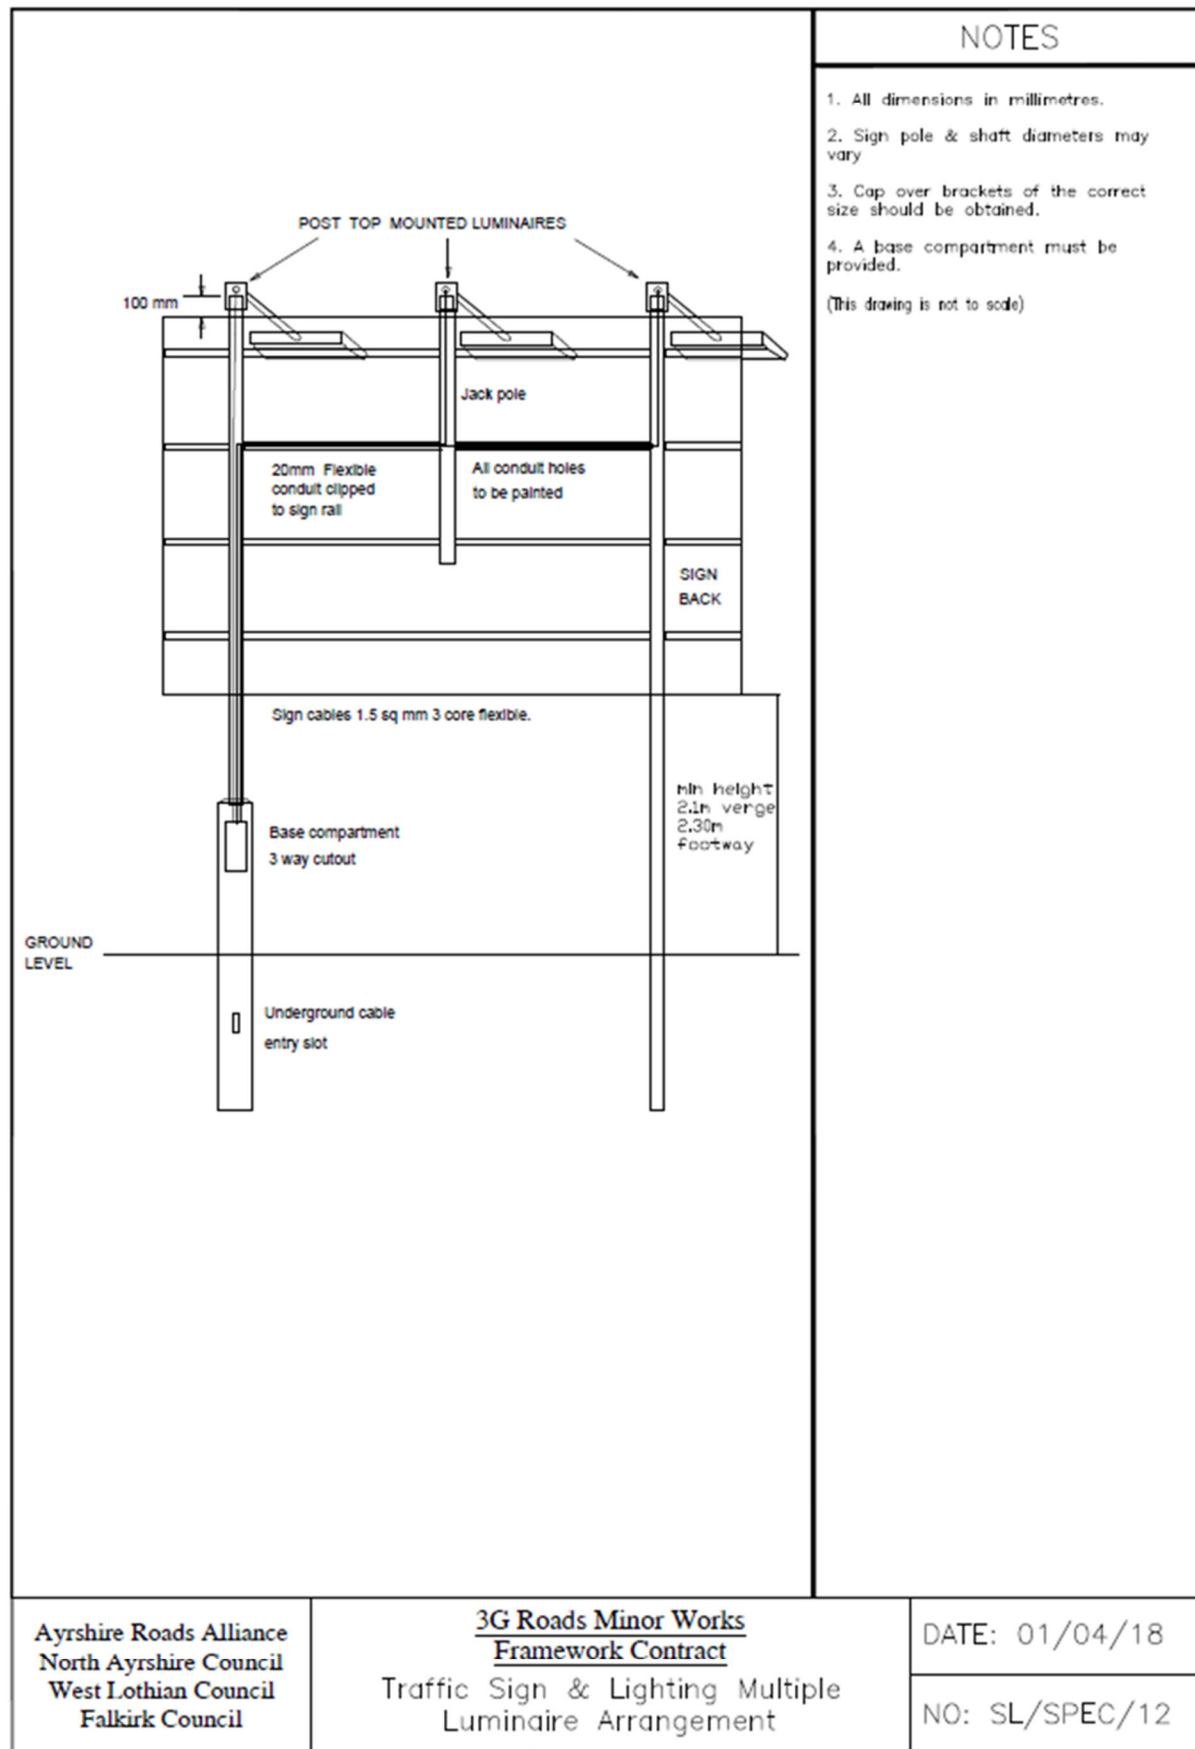 NOTES
1. All dimensions in millimetres.
2. Sign pole & shaft diameters may
vary
3. Cap over brackets of the correct
size should be obtained.
4. A base compartment must be
provided.
(This drawing is not to scale)
POST TOP MOUNTED LUMINAIRES
100 mm
Jack pole
20mm Flexible
conduit clipped
to sign rail
All conduit holes
to be painted
SIGN
BACK
Sign cables 1.5 sq mm 3 core flexible.
min height
2.1m verge
2.30m
footway
Base compartment
3 way cutout
GROUND
LEVEL
Underground cable
entry slot
Ayrshire Roads Alliance
North Ayrshire Council
West Lothian Council
Falkirk Council
3G Roads Minor Works
Framework Contract
Traffic Sign & Lighting Multiple
Luminaire Arrangement
DATE: 01/04/18
NO: SL/SPEC/12